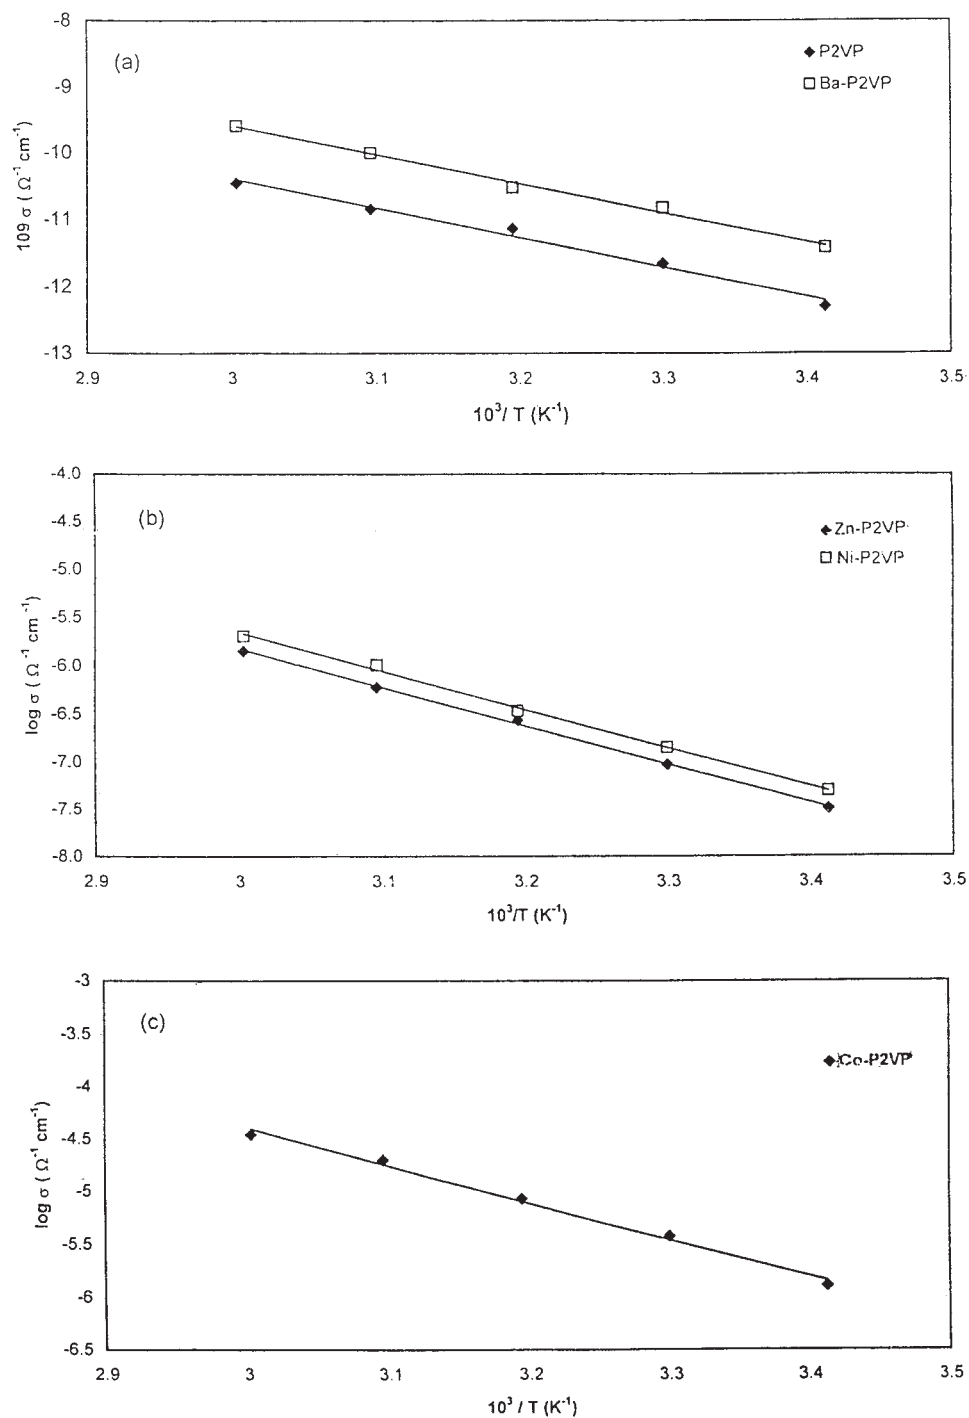 -8
(a)
P2VP
-9
Ba-P2VP
-10
-11
-12
-13
109 σ ( Ω⁻¹ cm⁻¹)
2.9 3 3.1 3.2 3.3 3.4 3.5
10³/ T (K⁻¹)
-4.0
(b)
-4.5
Zn-P2VP
-5.0
Ni-P2VP
-5.5
-6.0
-6.5
-7.0
-7.5
-8.0
log σ ( Ω⁻¹ cm⁻¹)
2.9 3 3.1 3.2 3.3 3.4 3.5
10³/T (K⁻¹)
-3
(c)
-3.5
Co-P2VP
-4
-4.5
-5
-5.5
-6
-6.5
log σ ( Ω⁻¹ cm⁻¹)
2.9 3 3.1 3.2 3.3 3.4 3.5
10³ / T (K⁻¹)